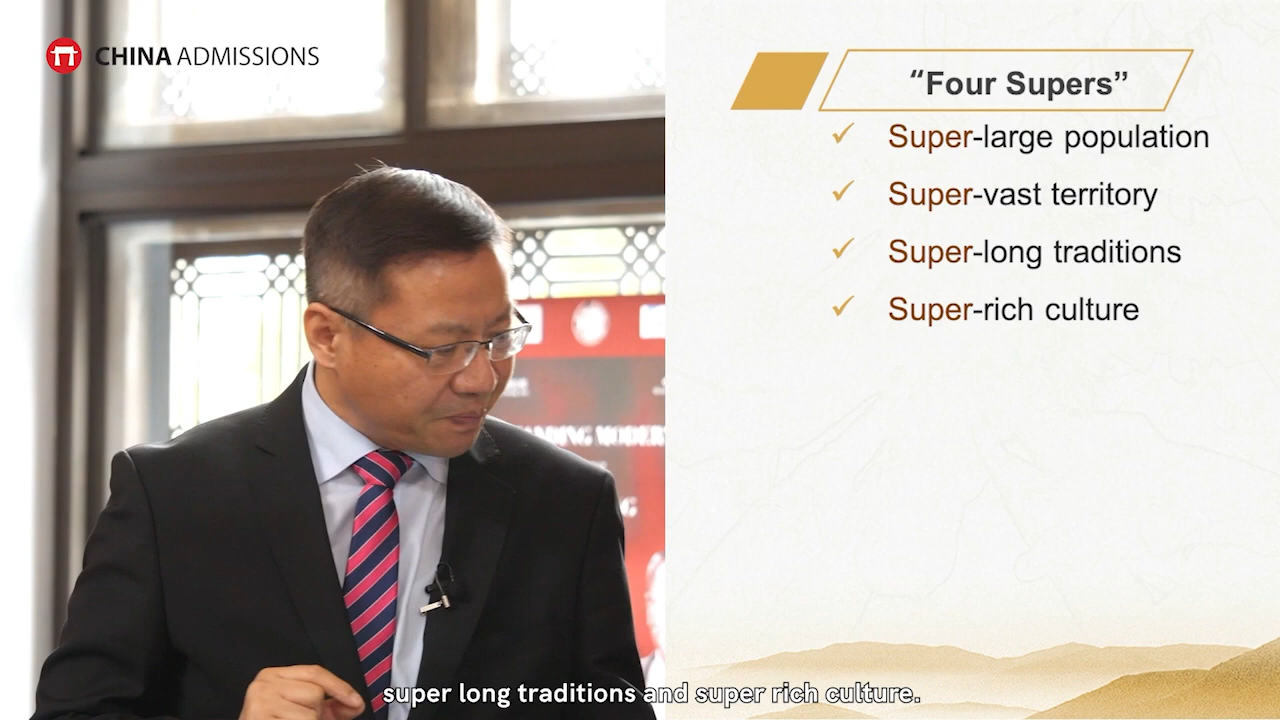 CHINA ADMISSIONS
“Four Supers”
Super-large population
Super-vast territory
Super-long traditions
Super-rich culture
super long traditions and super rich culture.